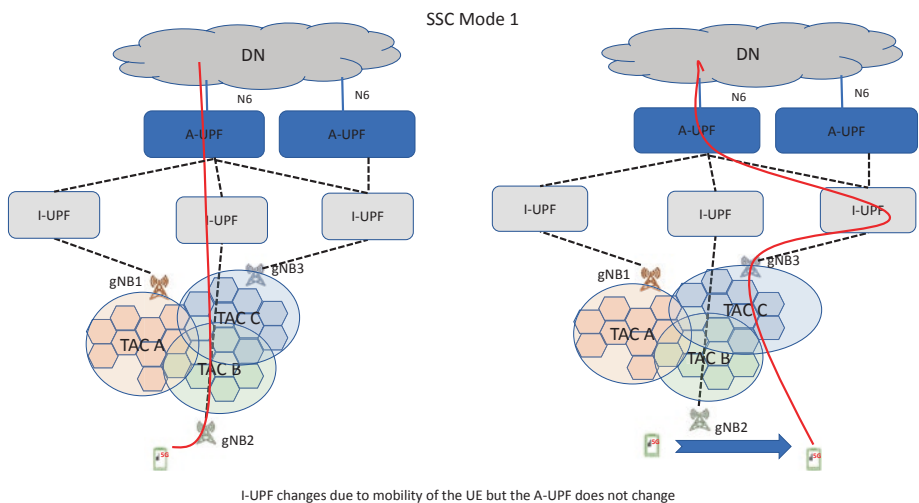 SSC Mode 1
DN
N6
N6
A-UPF
A-UPF
I-UPF
I-UPF
I-UPF
gNB1
gNB3
TAC C
TAC A
TAC B
gNB2
5G
DN
N6
N6
A-UPF
A-UPF
I-UPF
I-UPF
I-UPF
gNB1
gNB3
TAC C
TAC A
TAC B
gNB2
5G
5G
I-UPF changes due to mobility of the UE but the A-UPF does not change